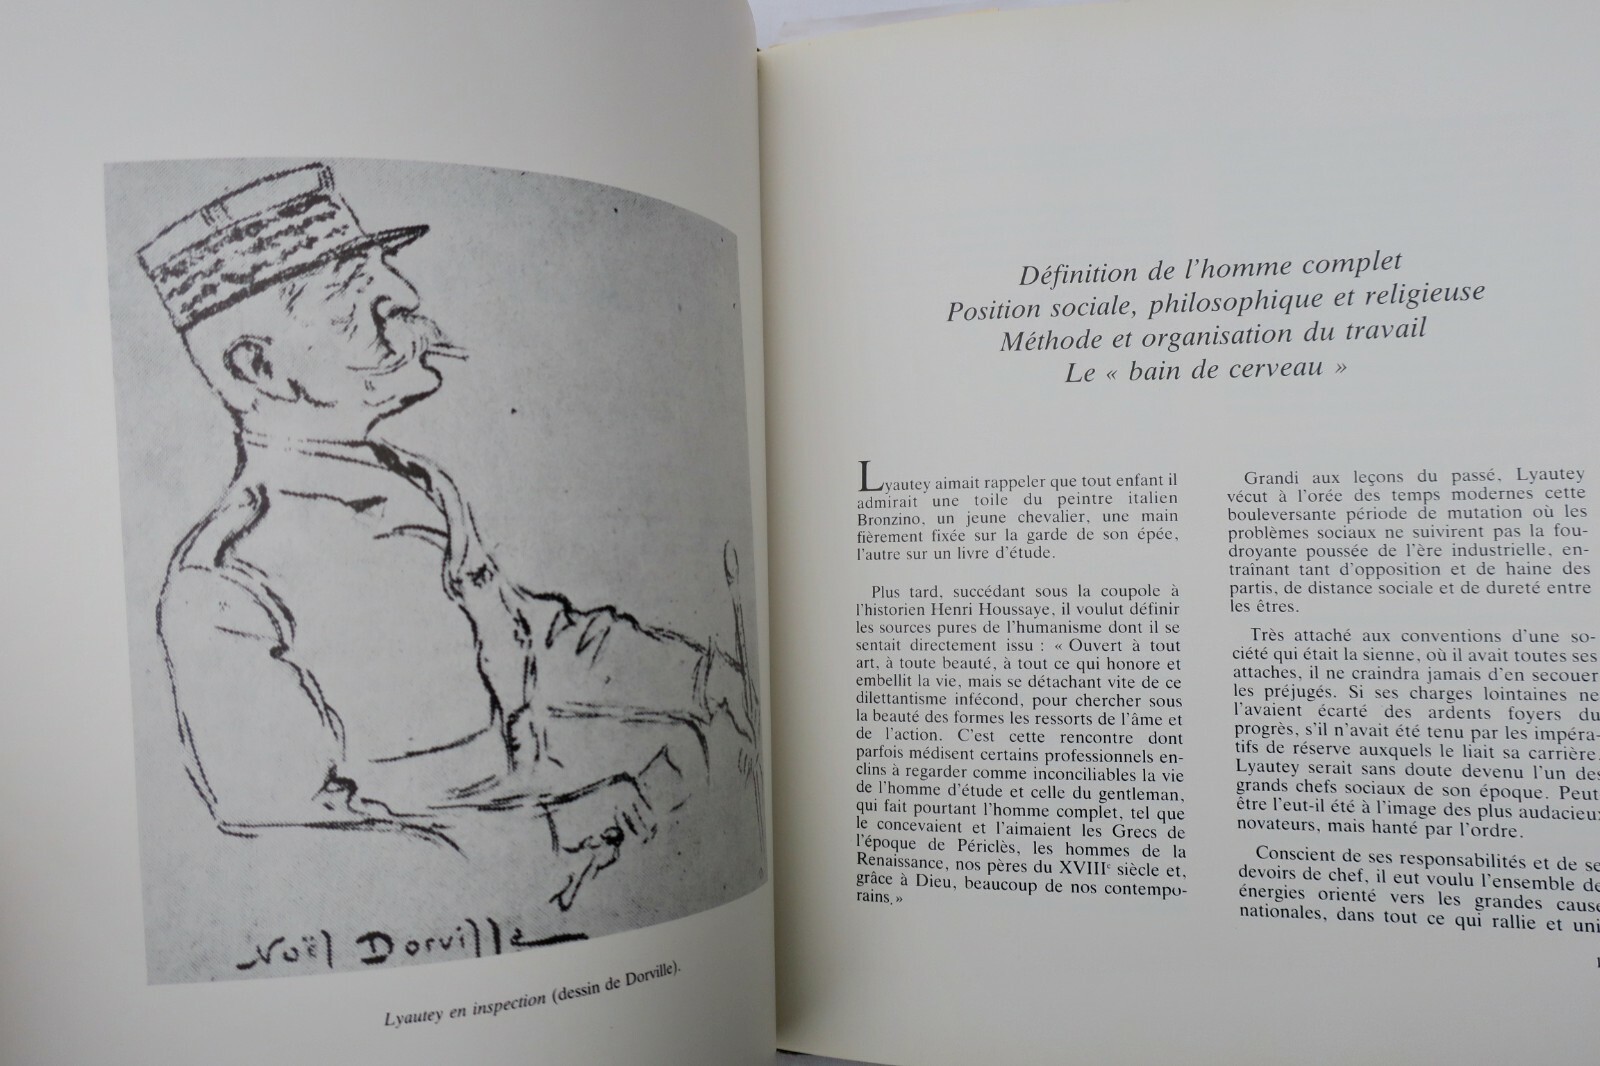 Noël Dorville
Lyautey en inspection (dessin de Dorville).
Définition de l'homme complet
Position sociale, philosophique et religieuse
Méthode et organisation du travail
Le « bain de cerveau »
Lyautey aimait rappeler que tout enfant il
admirait une toile du peintre italien
Bronzino, un jeune chevalier, une main
fièrement fixée sur la garde de son épée,
l'autre sur un livre d'étude.
Plus tard, succédant sous la coupole à
l'historien Henri Houssaye, il voulut définir
les sources pures de l'humanisme dont il se
sentait directement issu : « Ouvert à tout
art, à toute beauté, à tout ce qui honore et
embellit la vie, mais se détachant vite de ce
dilettantisme infécond, pour chercher sous
la beauté des formes les ressorts de l'âme et
de l'action. C'est cette rencontre dont
parfois médisent certains professionnels en-
clins à regarder comme inconciliables la vie
de l'homme d'étude et celle du gentleman,
qui fait pourtant l'homme complet, tel que
le concevaient et l'aimaient les Grecs de
l'époque de Périclès, les hommes de la
Renaissance, nos pères du XVIIIe siècle et,
grâce à Dieu, beaucoup de nos contempo-
rains. »
Grandi aux leçons du passé, Lyautey
vécut à l'orée des temps modernes cette
bouleversante période de mutation où les
problèmes sociaux ne suivirent pas la fou-
droyante poussée de l'ère industrielle, en-
traînant tant d'opposition et de haine des
partis, de distance sociale et de dureté entre
les êtres.
Très attaché aux conventions d'une so-
ciété qui était la sienne, où il avait toutes ses
attaches, il ne craindra jamais d'en secouer
les préjugés. Si ses charges lointaines ne
l'avaient écarté des ardents foyers du
progrès, s'il n'avait été tenu par les impéra-
tifs de réserve auxquels le liait sa carrière,
Lyautey serait sans doute devenu l'un des
grands chefs sociaux de son époque. Peut
être l'eut-il été à l'image des plus audacieux
novateurs, mais hanté par l'ordre.
Conscient de ses responsabilités et de se
devoirs de chef, il eut voulu l'ensemble de
énergies orienté vers les grandes cause
nationales, dans tout ce qui rallie et uni